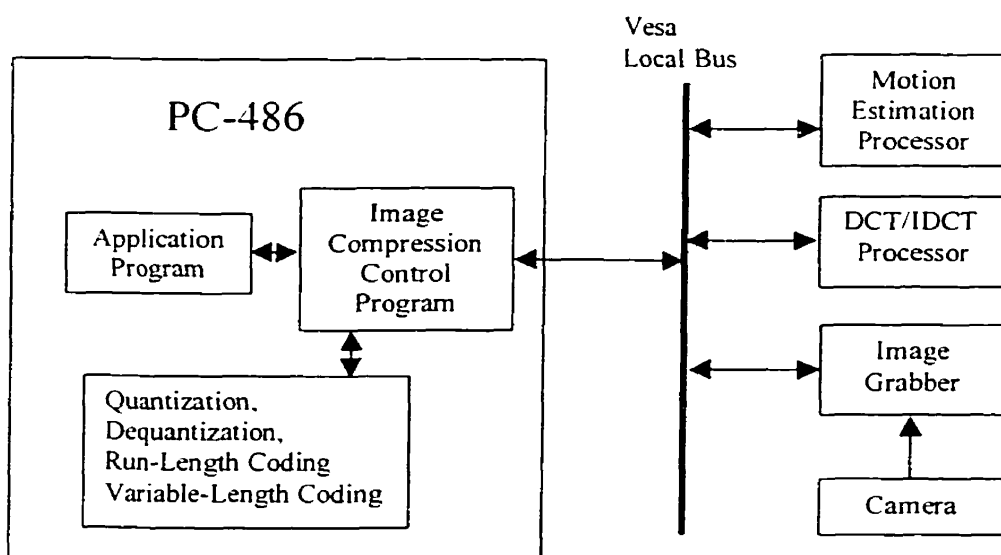 Vesa
Local Bus
PC-486
Application
Program
Image
Compression
Control
Program
Quantization,
Dequantization,
Run-Length Coding
Variable-Length Coding
Motion
Estimation
Processor
DCT/IDCT
Processor
Image
Grabber
Camera